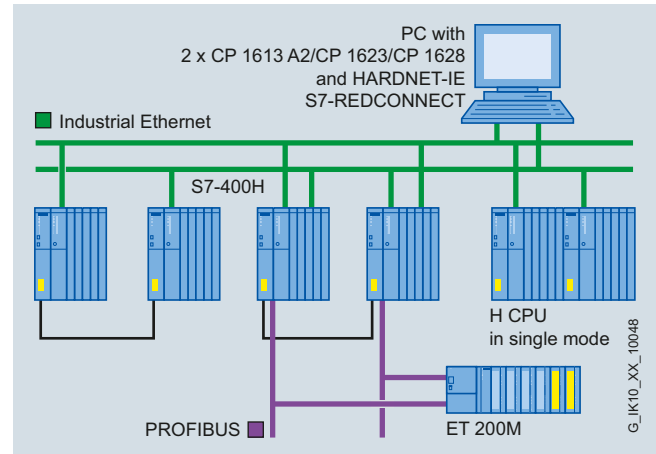 PC with
2 x CP 1613 A2/CP 1623/CP 1628
and HARDNET-IE
S7-REDCONNECT
Industrial Ethernet
S7-400H
H CPU
in single mode
PROFIBUS
ET 200M
G_IK10_XX_10048